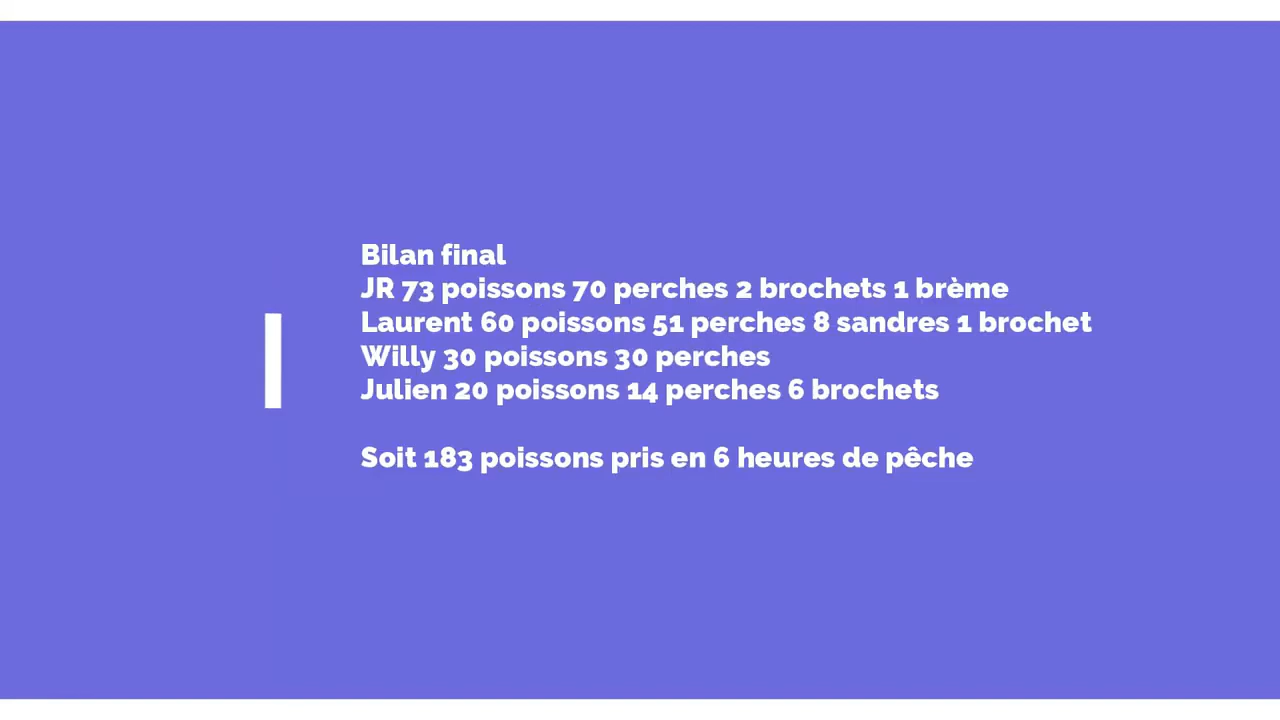 Bilan final
JR 73 poissons 70 perches 2 brochets 1 brème
Laurent 60 poissons 51 perches 8 sandres 1 brochet
Willy 30 poissons 30 perches
Julien 20 poissons 14 perches 6 brochets
Soit 183 poissons pris en 6 heures de pêche